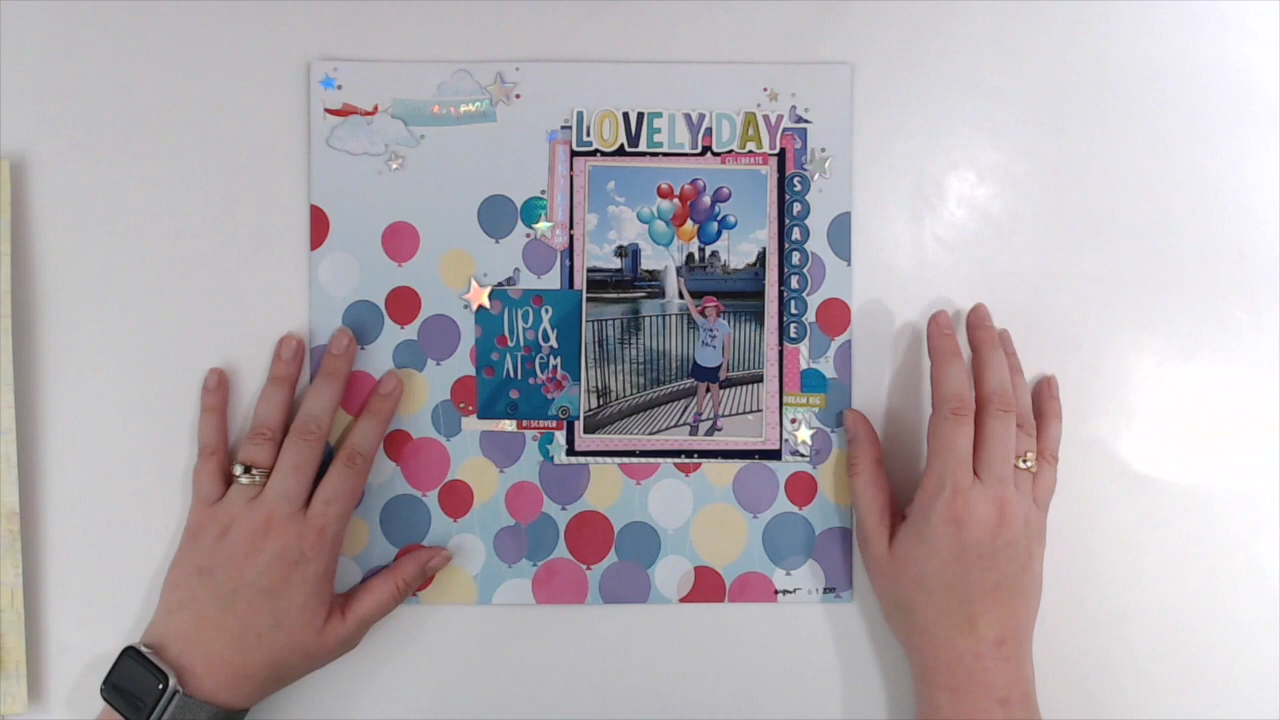 LOVELY DAY
CELEBRATE
SPARKLE
UP &
AT 'EM
DISCOVER
DREAM BIG